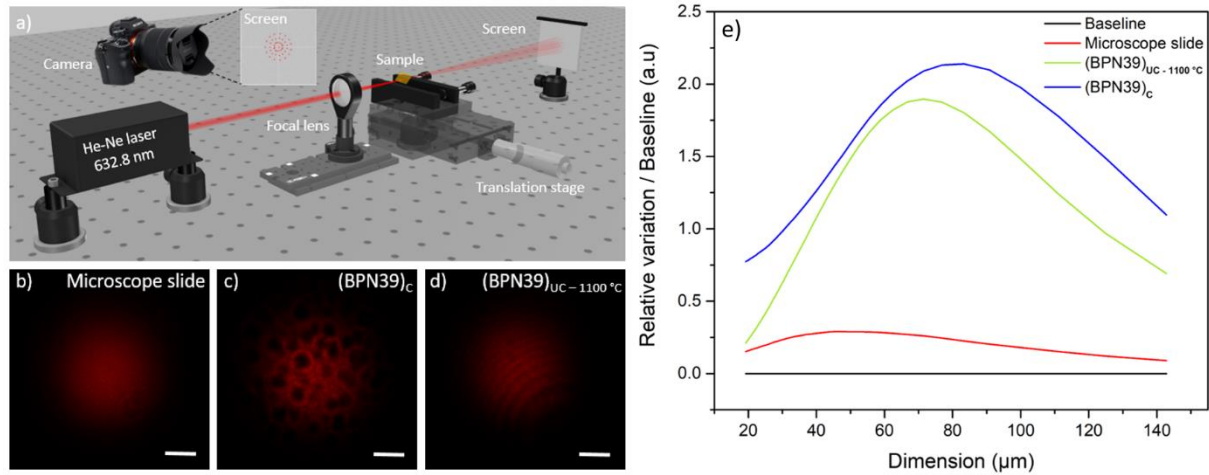 a)
Screen
Camera
Screen
Sample
Focal lens
He-Ne laser
632.8 nm
Translation stage
b) Microscope slide
c) (BPN39)C
d) (BPN39)UC – 1100 °C
e)
Baseline
Microscope slide
(BPN39)UC - 1100 °C
(BPN39)C
Relative variation / Baseline (a.u)
2.5
2.0
1.5
1.0
0.5
0.0
20 40 60 80 100 120 140
Dimension (µm)